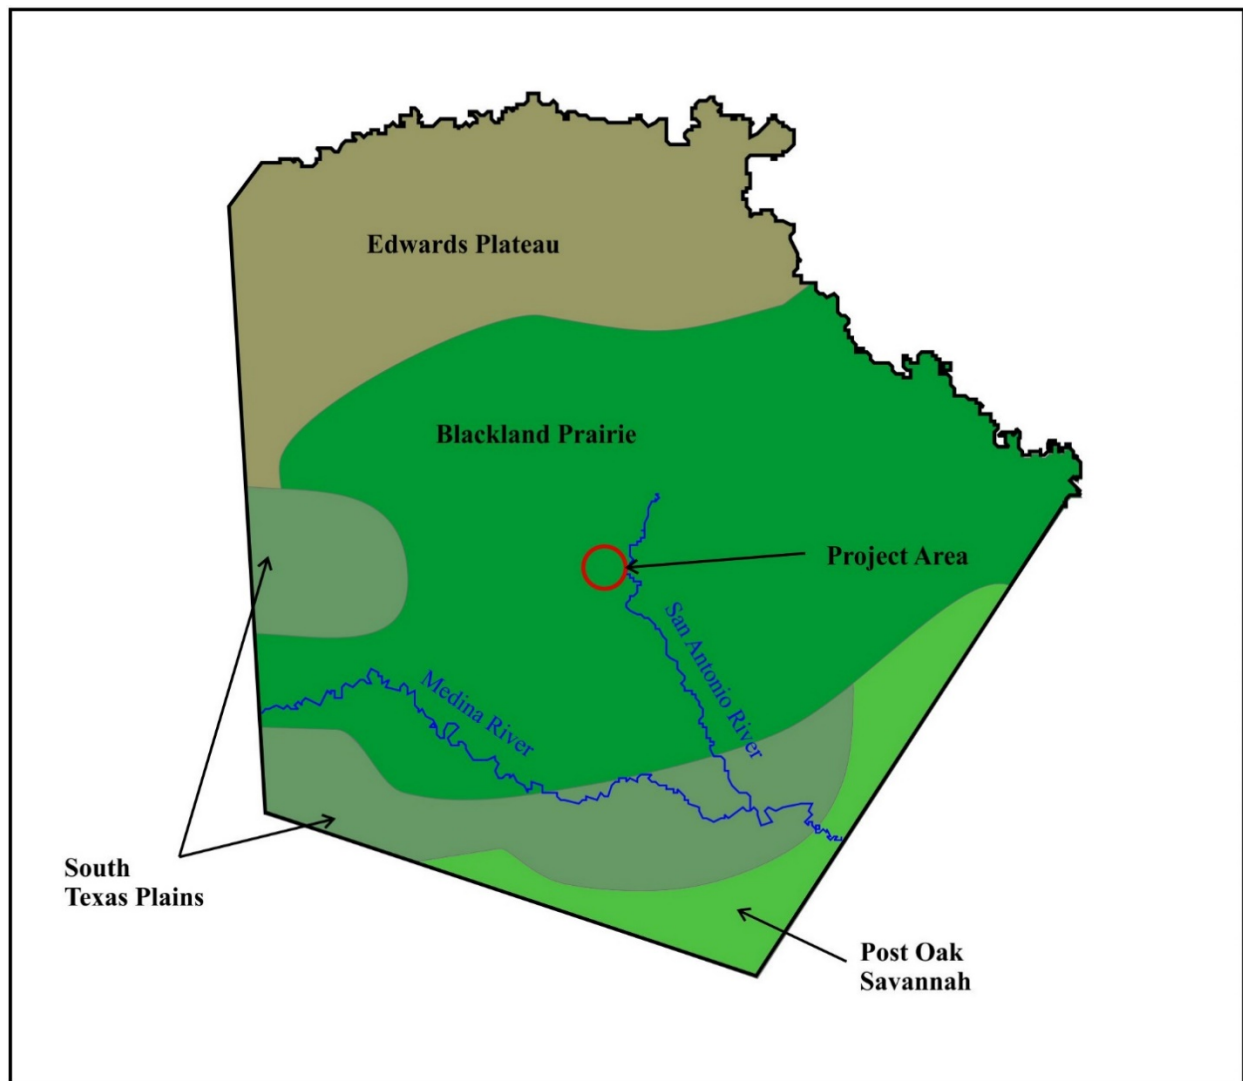 Edwards Plateau
Blackland Prairie
Project Area
San Antonio River
Medina River
South
Texas Plains
Post Oak
Savannah